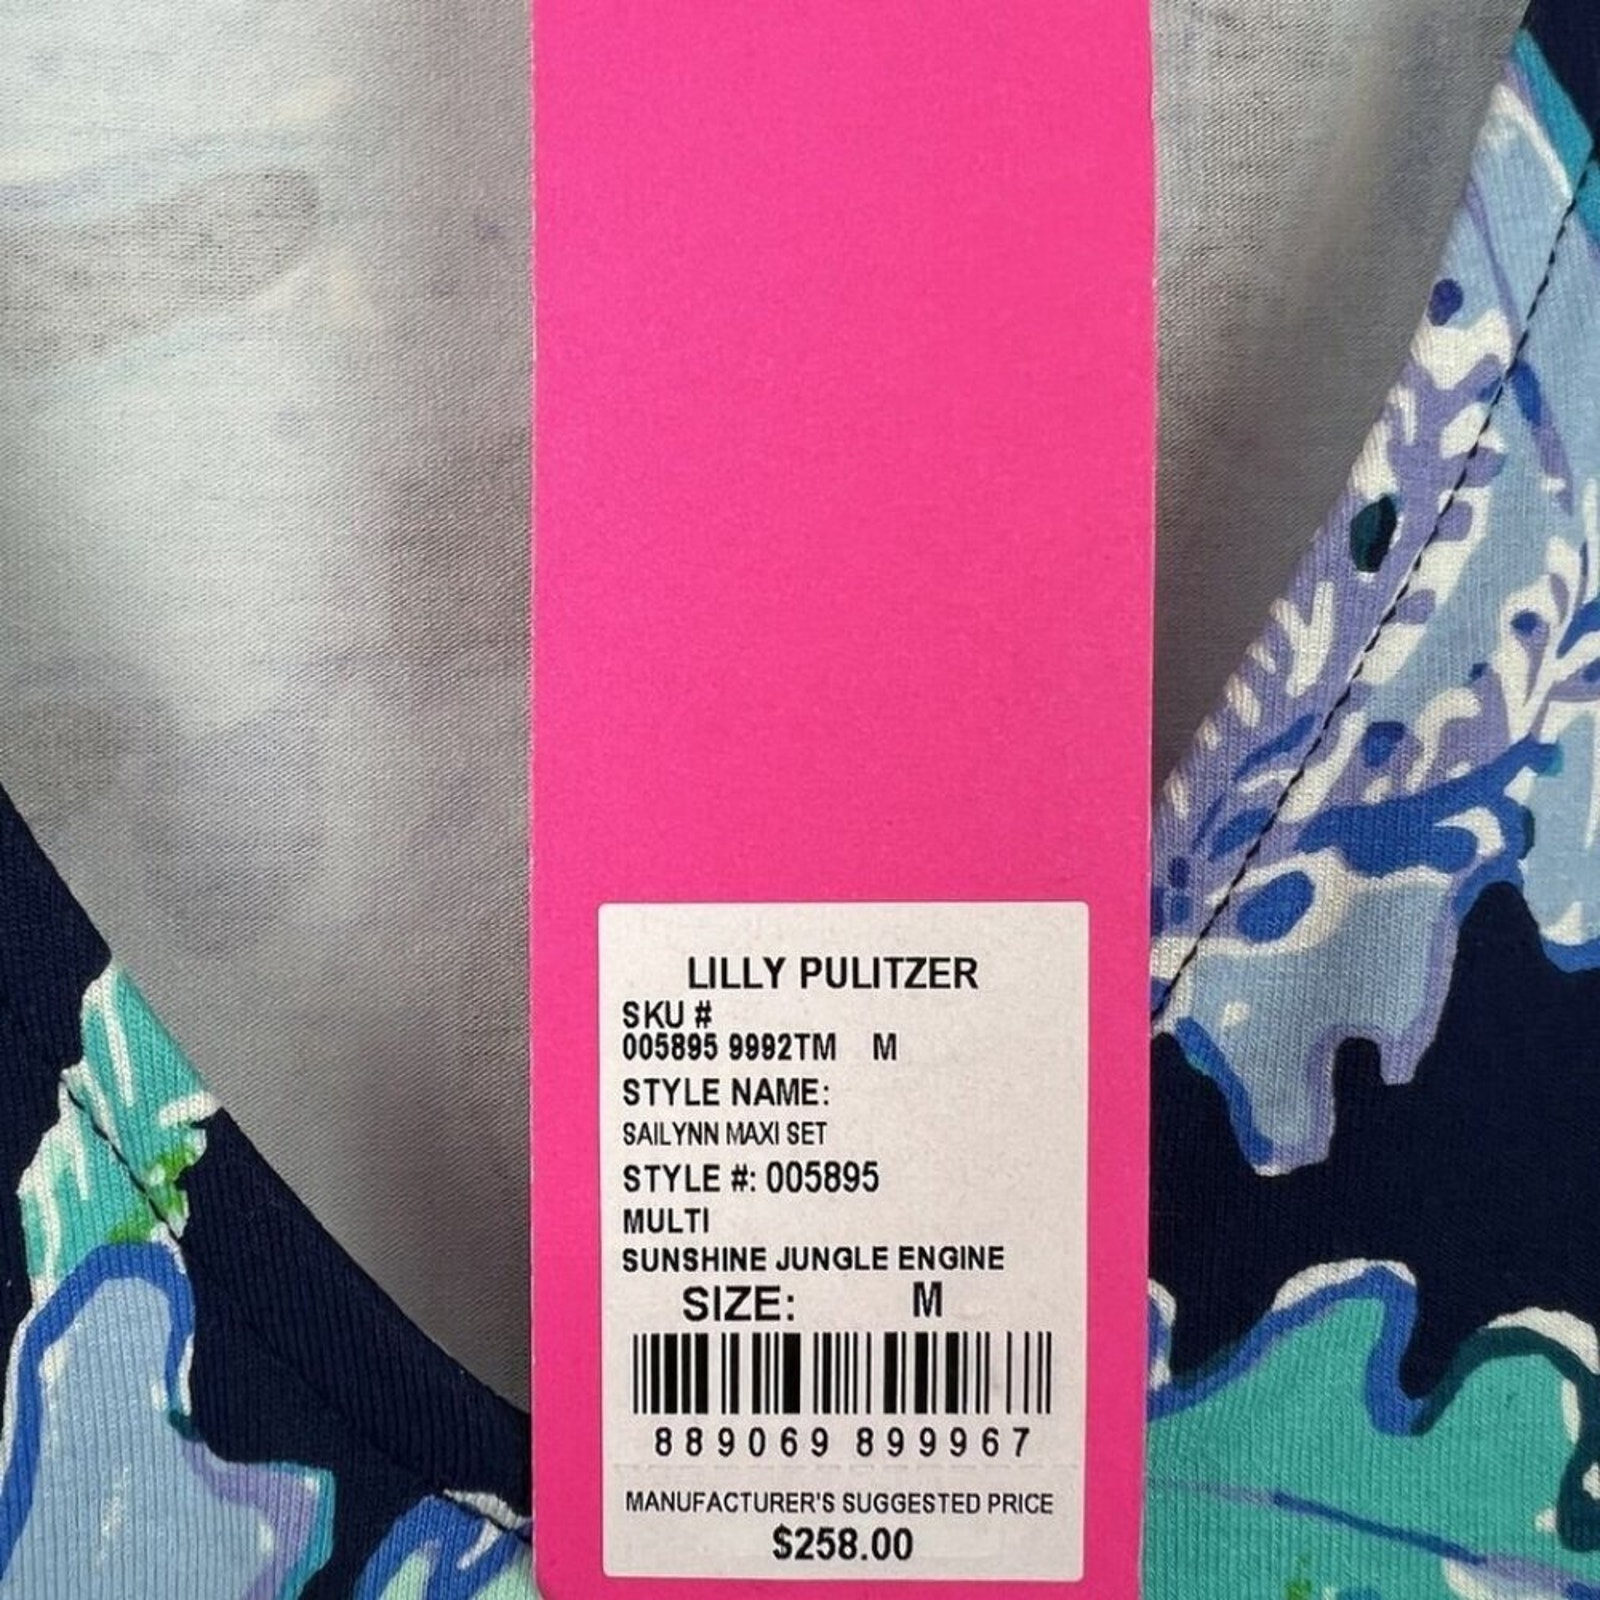 LILLY PULITZER
SKU #
005895 9992TM M
STYLE NAME:
SAILYNN MAXI SET
STYLE #: 005895
MULTI
SUNSHINE JUNGLE ENGINE
SIZE: M
889069 899967
MANUFACTURER'S SUGGESTED PRICE
$258.00